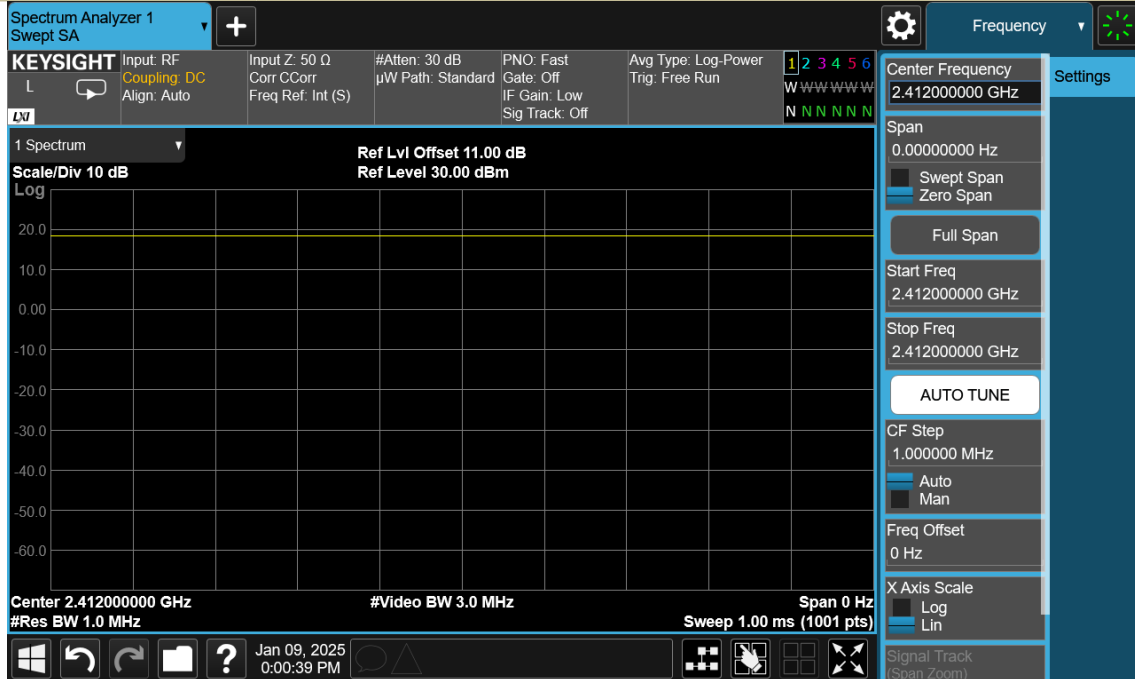 Spectrum Analyzer 1
Swept SA
Frequency
KEYSIGHT
L
LXI
Input: RF
Coupling: DC
Align: Auto
Input Z: 50 Ω
Corr CCorr
Freq Ref: Int (S)
#Atten: 30 dB
µW Path: Standard
PNO: Fast
Gate: Off
IF Gain: Low
Sig Track: Off
Avg Type: Log-Power
Trig: Free Run
1 2 3 4 5 6
W W W W W W
N N N N N N
1 Spectrum
Scale/Div 10 dB
Log
Ref Lvl Offset 11.00 dB
Ref Level 30.00 dBm
20.0
10.0
0.00
-10.0
-20.0
-30.0
-40.0
-50.0
-60.0
Center 2.412000000 GHz
#Res BW 1.0 MHz
#Video BW 3.0 MHz
Span 0 Hz
Sweep 1.00 ms (1001 pts)
?
Jan 09, 2025
0:00:39 PM
Center Frequency
2.412000000 GHz
Span
0.00000000 Hz
Swept Span
Zero Span
Full Span
Start Freq
2.412000000 GHz
Stop Freq
2.412000000 GHz
AUTO TUNE
CF Step
1.000000 MHz
Auto
Man
Freq Offset
0 Hz
X Axis Scale
Log
Lin
Signal Track
(Span Zoom)
Settings